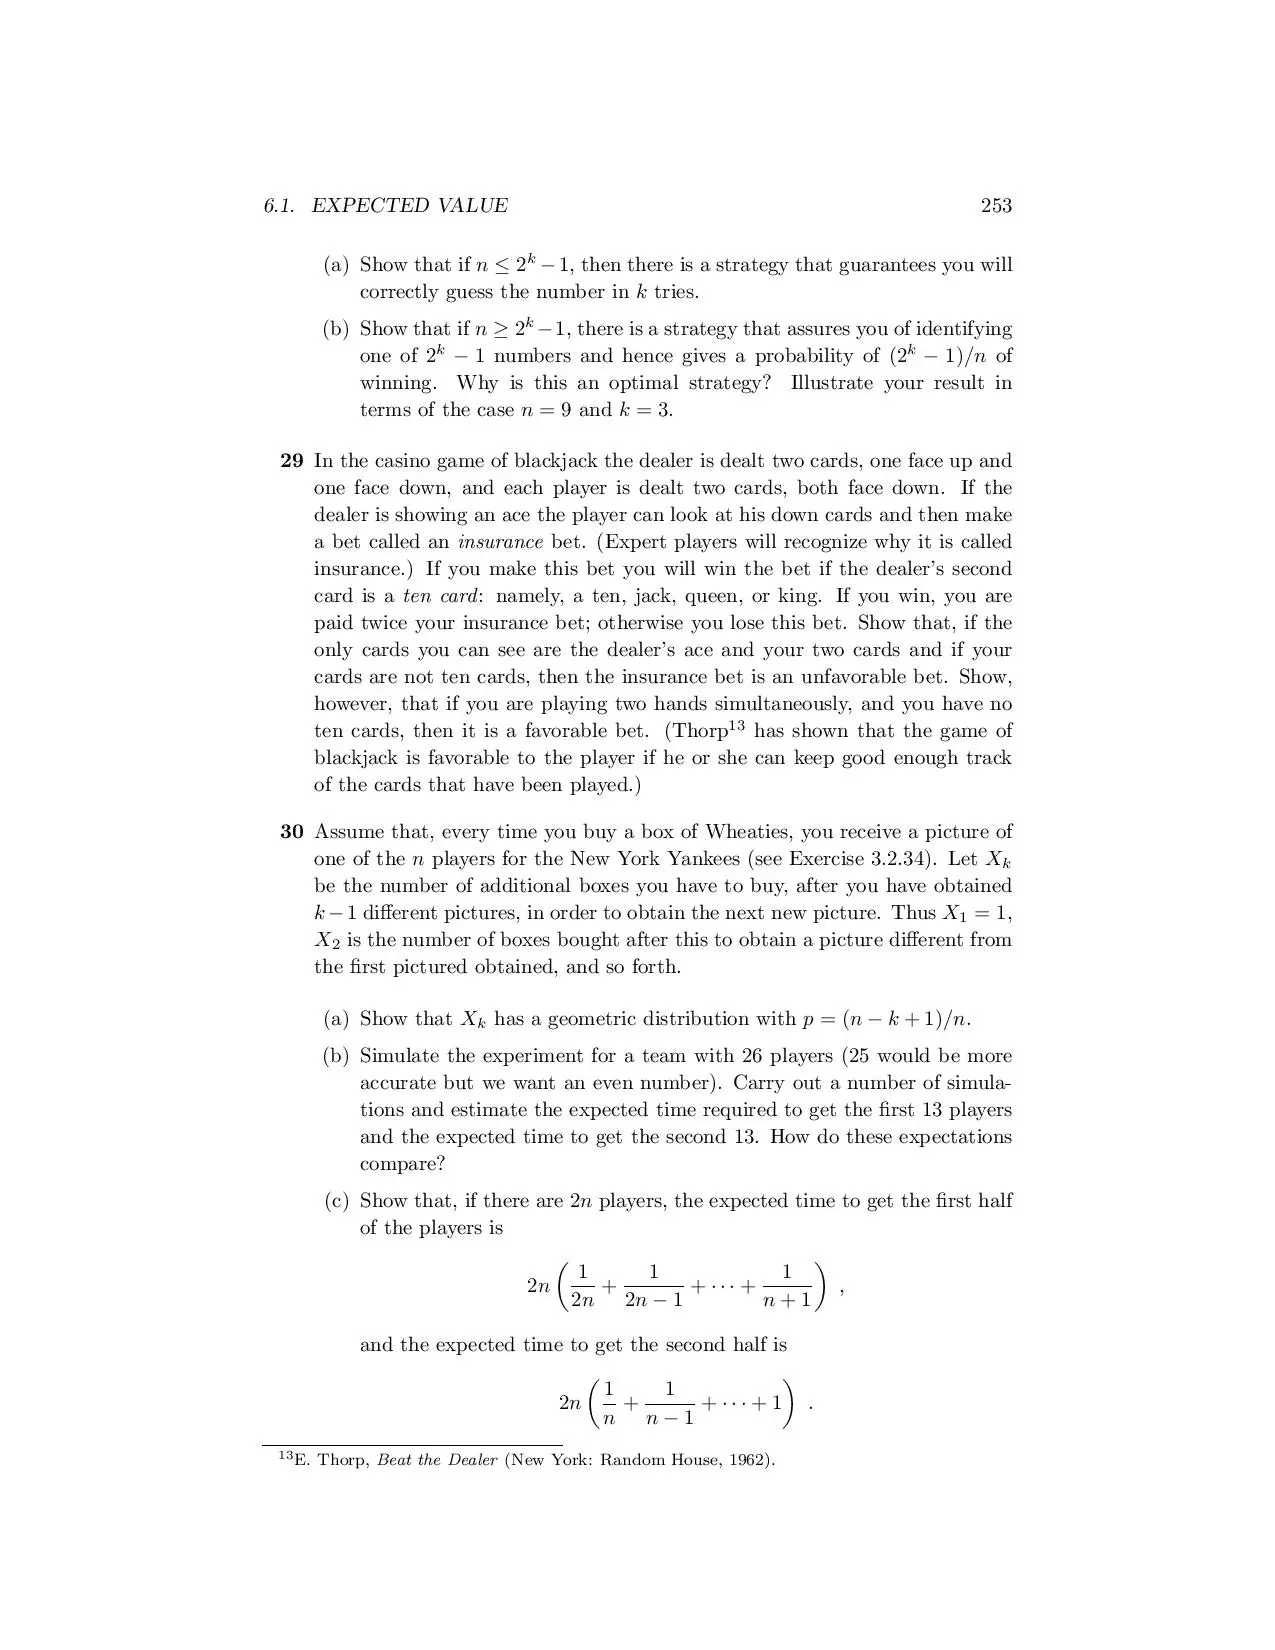 6.1. EXPECTED VALUE 253
(a) Show that if n ≤ 2^k − 1, then there is a strategy that guarantees you will
correctly guess the number in k tries.
(b) Show that if n ≥ 2^k − 1, there is a strategy that assures you of identifying
one of 2^k − 1 numbers and hence gives a probability of (2^k − 1)/n of
winning. Why is this an optimal strategy? Illustrate your result in
terms of the case n = 9 and k = 3.
29 In the casino game of blackjack the dealer is dealt two cards, one face up and
one face down, and each player is dealt two cards, both face down. If the
dealer is showing an ace the player can look at his down cards and then make
a bet called an insurance bet. (Expert players will recognize why it is called
insurance.) If you make this bet you will win the bet if the dealer's second
card is a ten card: namely, a ten, jack, queen, or king. If you win, you are
paid twice your insurance bet; otherwise you lose this bet. Show that, if the
only cards you can see are the dealer's ace and your two cards and if your
cards are not ten cards, then the insurance bet is an unfavorable bet. Show,
however, that if you are playing two hands simultaneously, and you have no
ten cards, then it is a favorable bet. (Thorp¹³ has shown that the game of
blackjack is favorable to the player if he or she can keep good enough track
of the cards that have been played.)
30 Assume that, every time you buy a box of Wheaties, you receive a picture of
one of the n players for the New York Yankees (see Exercise 3.2.34). Let X_k
be the number of additional boxes you have to buy, after you have obtained
k − 1 different pictures, in order to obtain the next new picture. Thus X₁ = 1,
X₂ is the number of boxes bought after this to obtain a picture different from
the first pictured obtained, and so forth.
(a) Show that X_k has a geometric distribution with p = (n − k + 1)/n.
(b) Simulate the experiment for a team with 26 players (25 would be more
accurate but we want an even number). Carry out a number of simula-
tions and estimate the expected time required to get the first 13 players
and the expected time to get the second 13. How do these expectations
compare?
(c) Show that, if there are 2n players, the expected time to get the first half
of the players is
2n (1/2n + 1/(2n − 1) + ··· + 1/(n + 1)) ,
and the expected time to get the second half is
2n (1/n + 1/(n − 1) + ··· + 1) .
¹³E. Thorp, Beat the Dealer (New York: Random House, 1962).